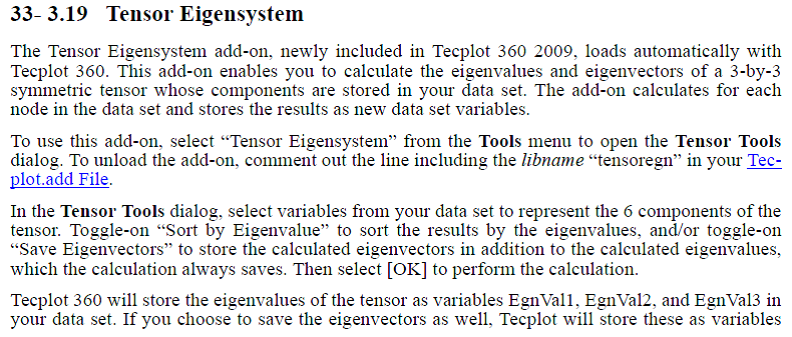 33- 3.19 Tensor Eigensystem
The Tensor Eigensystem add-on, newly included in Tecplot 360 2009, loads automatically with
Tecplot 360. This add-on enables you to calculate the eigenvalues and eigenvectors of a 3-by-3
symmetric tensor whose components are stored in your data set. The add-on calculates for each
node in the data set and stores the results as new data set variables.
To use this add-on, select “Tensor Eigensystem” from the Tools menu to open the Tensor Tools
dialog. To unload the add-on, comment out the line including the libname “tensoregn” in your Tec-
plot.add File.
In the Tensor Tools dialog, select variables from your data set to represent the 6 components of the
tensor. Toggle-on “Sort by Eigenvalue” to sort the results by the eigenvalues, and/or toggle-on
“Save Eigenvectors” to store the calculated eigenvectors in addition to the calculated eigenvalues,
which the calculation always saves. Then select [OK] to perform the calculation.
Tecplot 360 will store the eigenvalues of the tensor as variables EgnVal1, EgnVal2, and EgnVal3 in
your data set. If you choose to save the eigenvectors as well, Tecplot will store these as variables